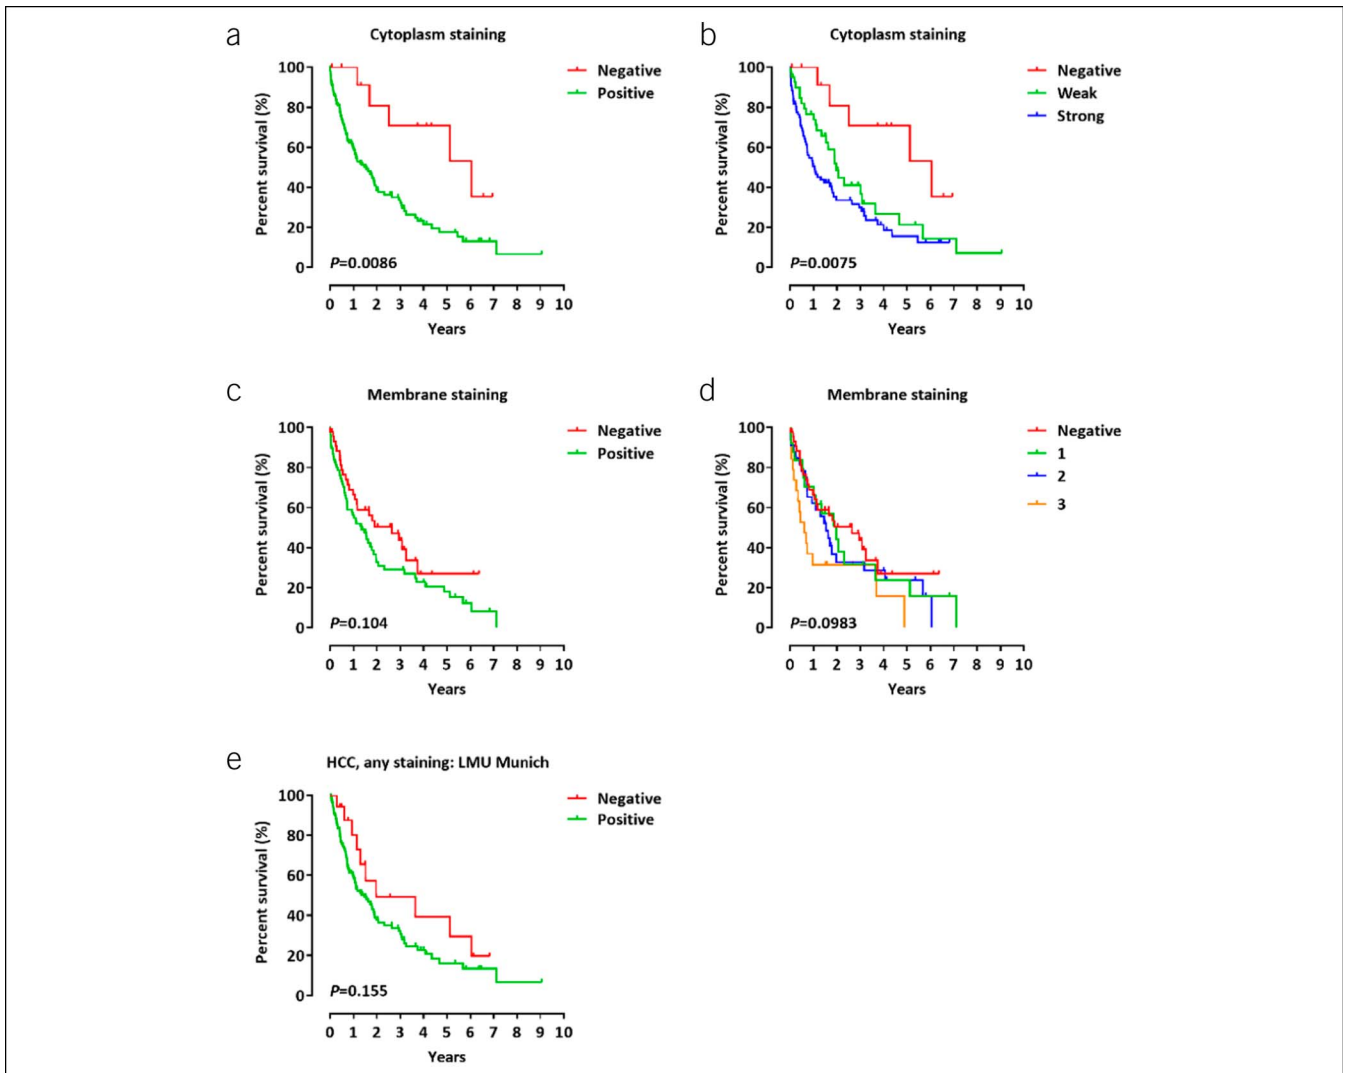 a
Cytoplasm staining
Percent survival (%)
100
80
60
40
20
0
P=0.0086
0 1 2 3 4 5 6 7 8 9 10
Years
Negative
Positive
b
Cytoplasm staining
Percent survival (%)
100
80
60
40
20
0
P=0.0075
0 1 2 3 4 5 6 7 8 9 10
Years
Negative
Weak
Strong
c
Membrane staining
Percent survival (%)
100
80
60
40
20
0
P=0.104
0 1 2 3 4 5 6 7 8 9 10
Years
Negative
Positive
d
Membrane staining
Percent survival (%)
100
80
60
40
20
0
P=0.0983
0 1 2 3 4 5 6 7 8 9 10
Years
Negative
1
2
3
e
HCC, any staining: LMU Munich
Percent survival (%)
100
80
60
40
20
0
P=0.155
0 1 2 3 4 5 6 7 8 9 10
Years
Negative
Positive